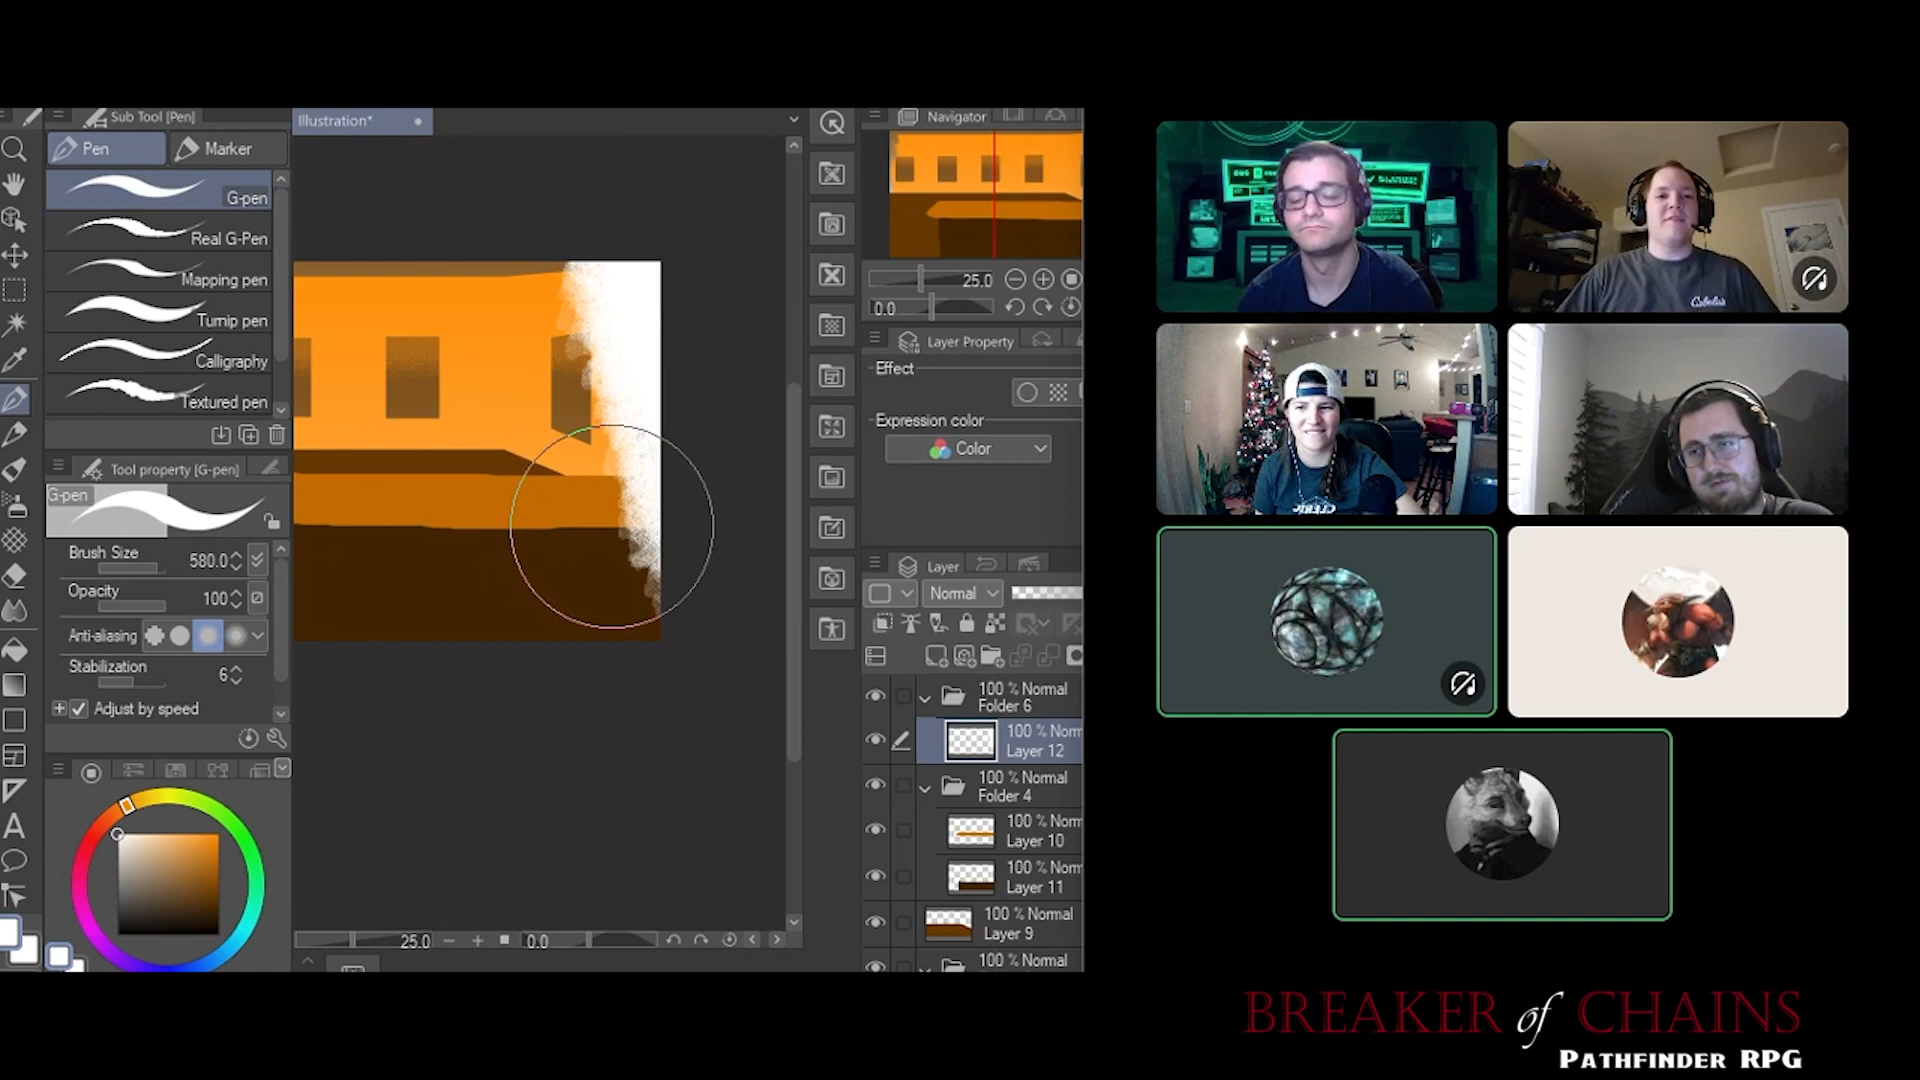 Sub Tool [Pen]
Pen
Marker
G-pen
Real G-Pen
Mapping pen
Turnip pen
Calligraphy
Textured pen
Tool property [G-pen]
G-pen
Brush Size
580.0
Opacity
100
Anti-aliasing
Stabilization
6
Adjust by speed
Illustration*
25.0
0.0
Navigator
25.0
0.0
Layer Property
Effect
Expression color
Color
Layer
Normal
100 % Normal
Folder 6
100 % Norm
Layer 12
100 % Normal
Folder 4
100 % Norm
Layer 10
100 % Norm
Layer 11
100 % Normal
Layer 9
100 % Normal
Cabela's
BREAKER of CHAINS
PATHFINDER RPG